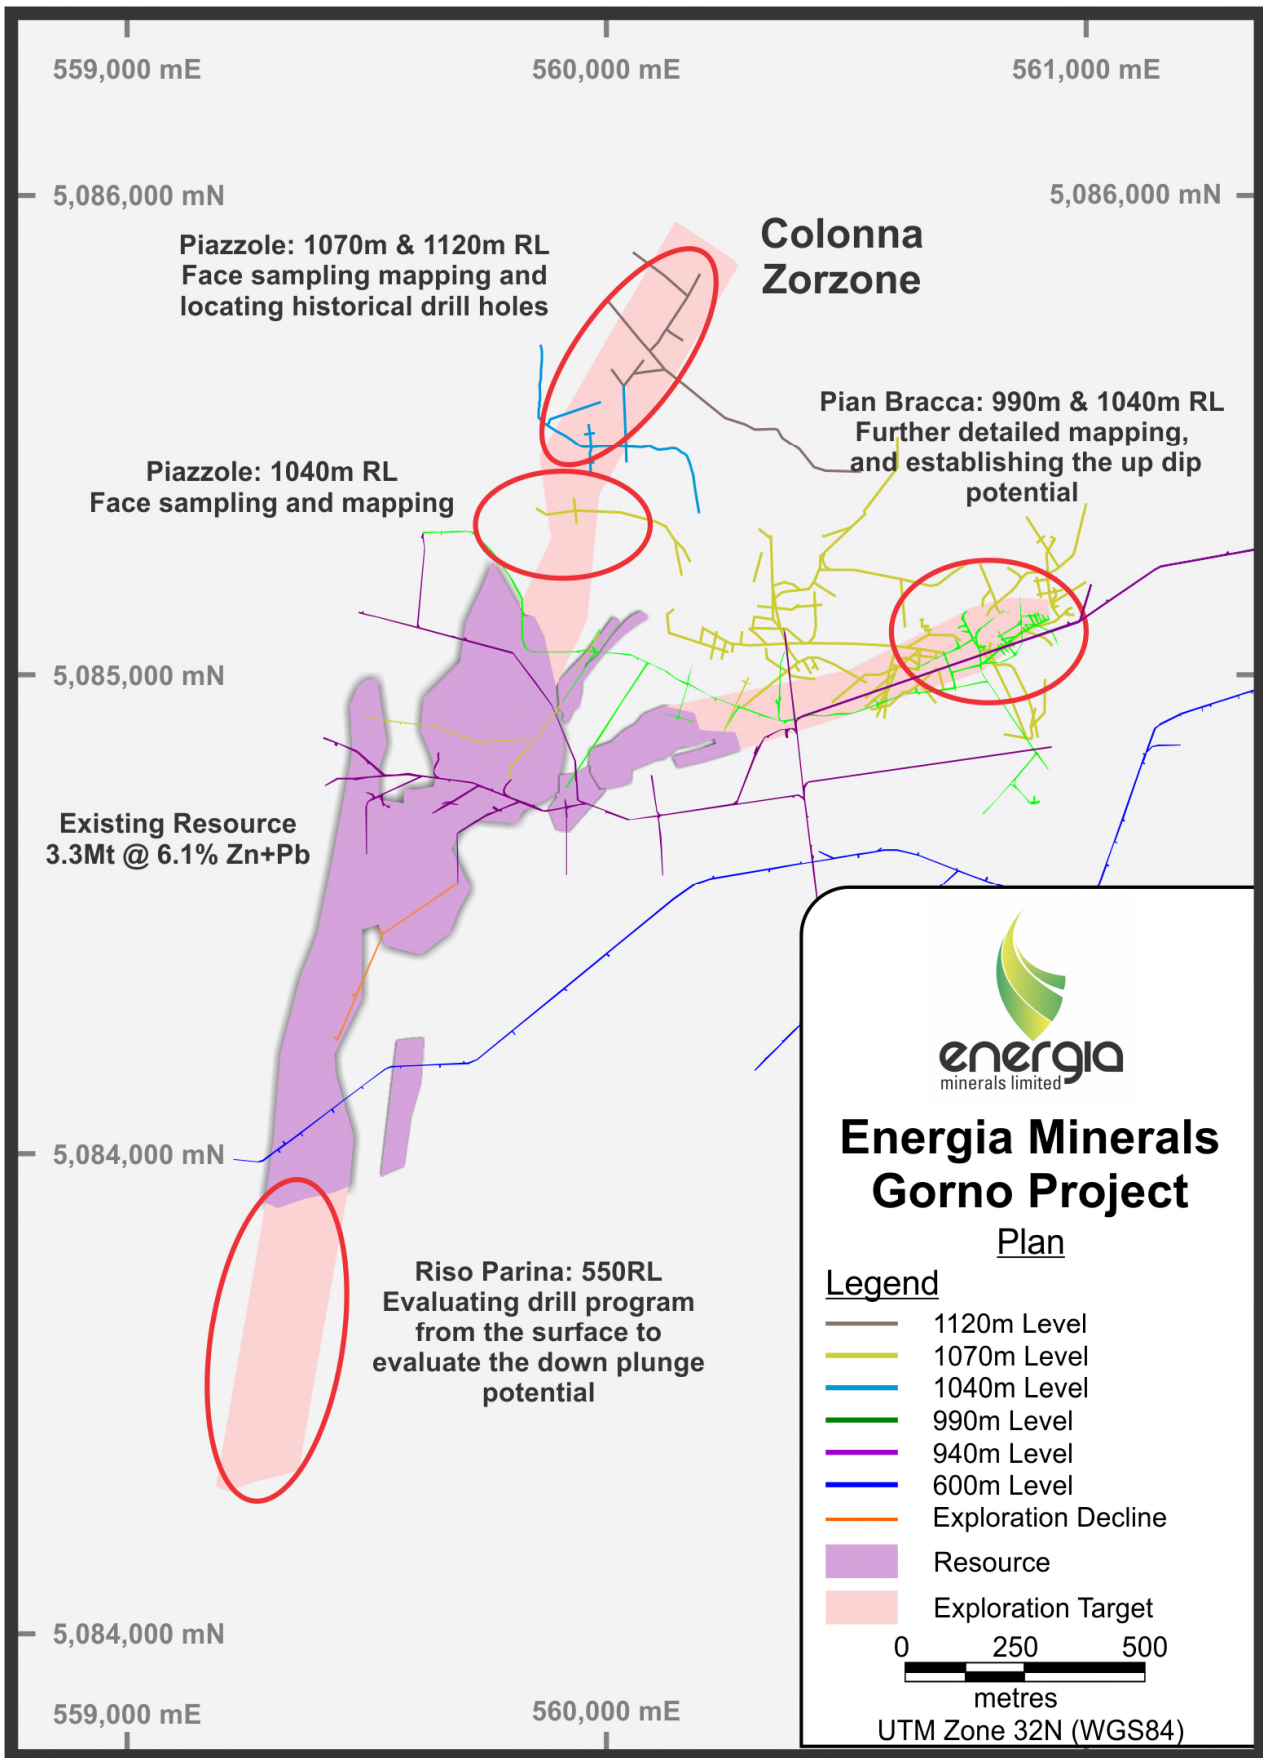 559,000 mE
560,000 mE
561,000 mE
5,086,000 mN
5,086,000 mN
Colonna
Zorzone
Piazzole: 1070m & 1120m RL
Face sampling mapping and
locating historical drill holes
Pian Bracca: 990m & 1040m RL
Further detailed mapping,
and establishing the up dip
potential
Piazzole: 1040m RL
Face sampling and mapping
5,085,000 mN
Existing Resource
3.3Mt @ 6.1% Zn+Pb
5,084,000 mN
Riso Parina: 550RL
Evaluating drill program
from the surface to
evaluate the down plunge
potential
5,084,000 mN
559,000 mE
560,000 mE
energia
minerals limited
Energia Minerals
Gorno Project
Plan
Legend
1120m Level
1070m Level
1040m Level
990m Level
940m Level
600m Level
Exploration Decline
Resource
Exploration Target
0 250 500
metres
UTM Zone 32N (WGS84)